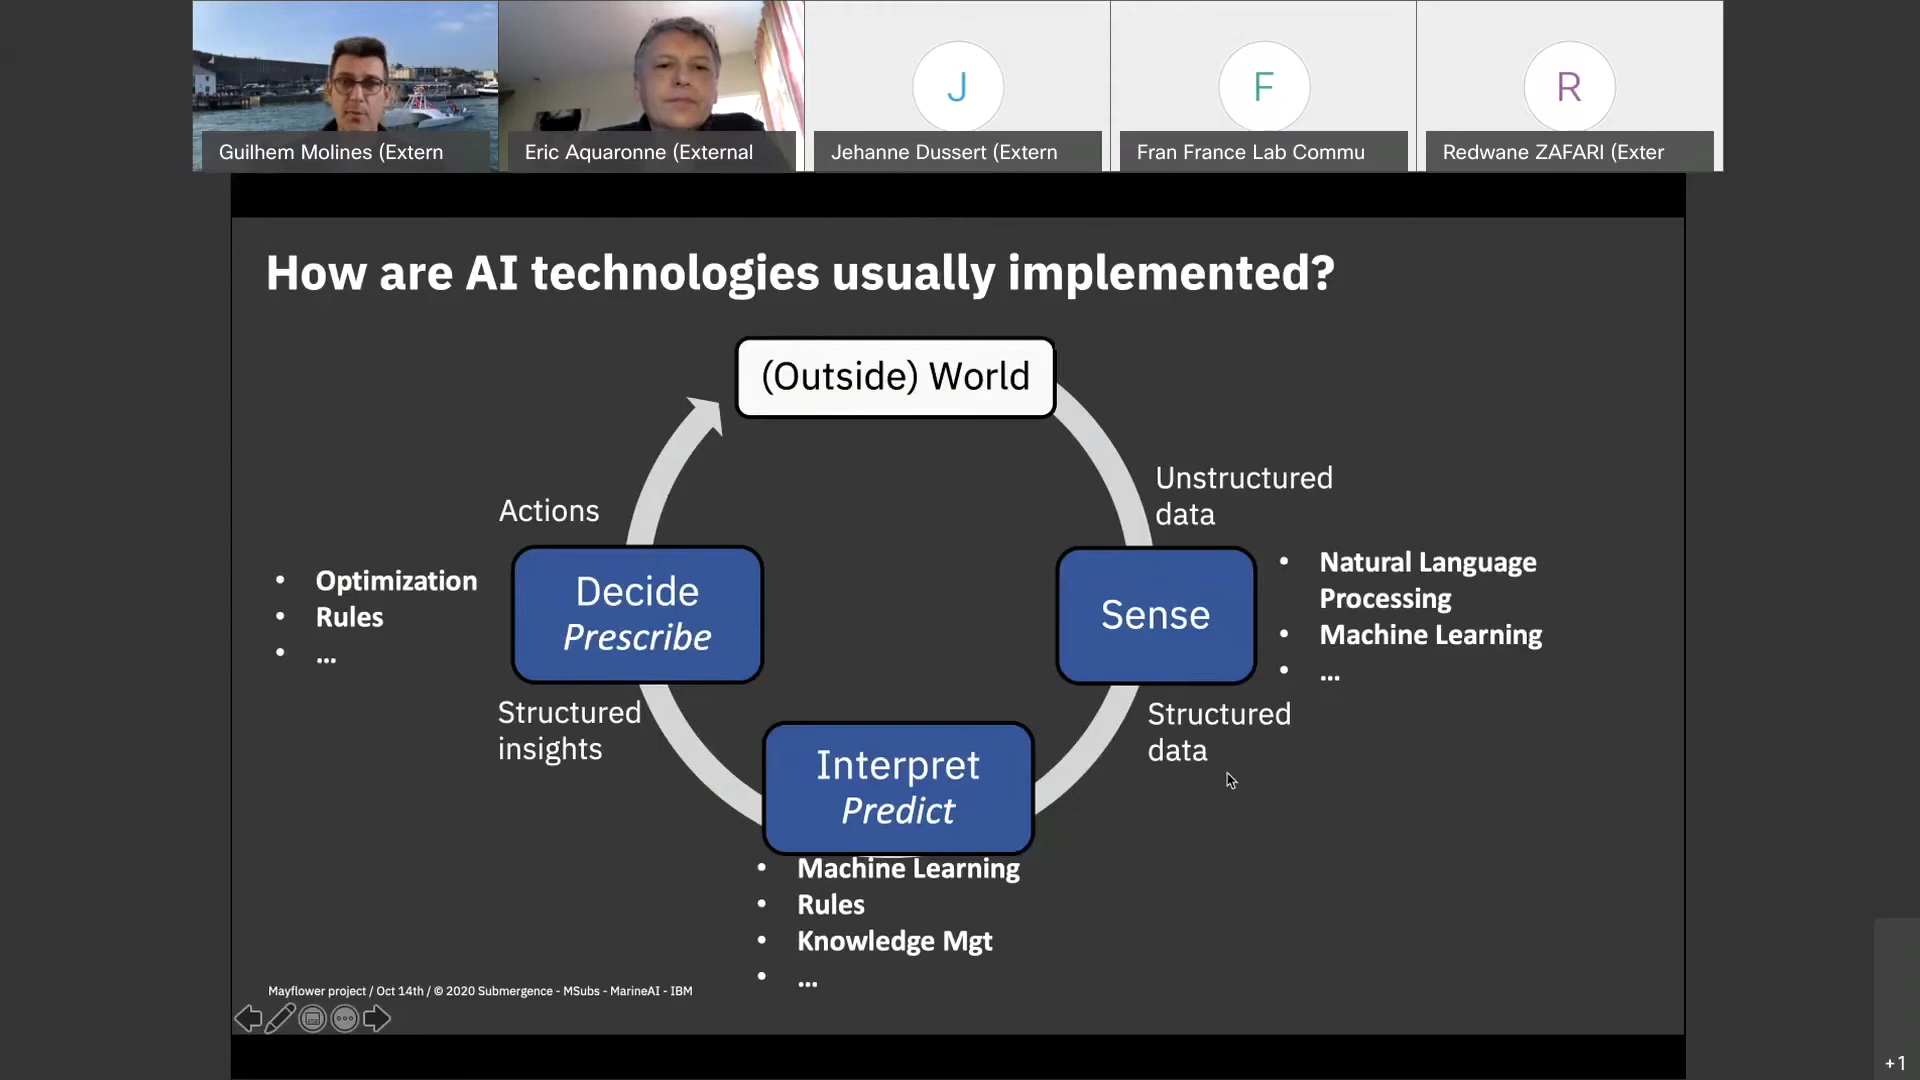 Guilhem Molines (Extern
Eric Aquaronne (External
J
Jehanne Dussert (Extern
F
Fran France Lab Commu
R
Redwane ZAFARI (Exter
How are AI technologies usually implemented?
(Outside) World
Unstructured
data
Actions
Decide
Prescribe
• Optimization
• Rules
• ...
Sense
• Natural Language
Processing
• Machine Learning
• ...
Structured
insights
Structured
data
Interpret
Predict
• Machine Learning
• Rules
• Knowledge Mgt
• ...
Mayflower project / Oct 14th / © 2020 Submergence - MSubs - MarineAI - IBM
+1